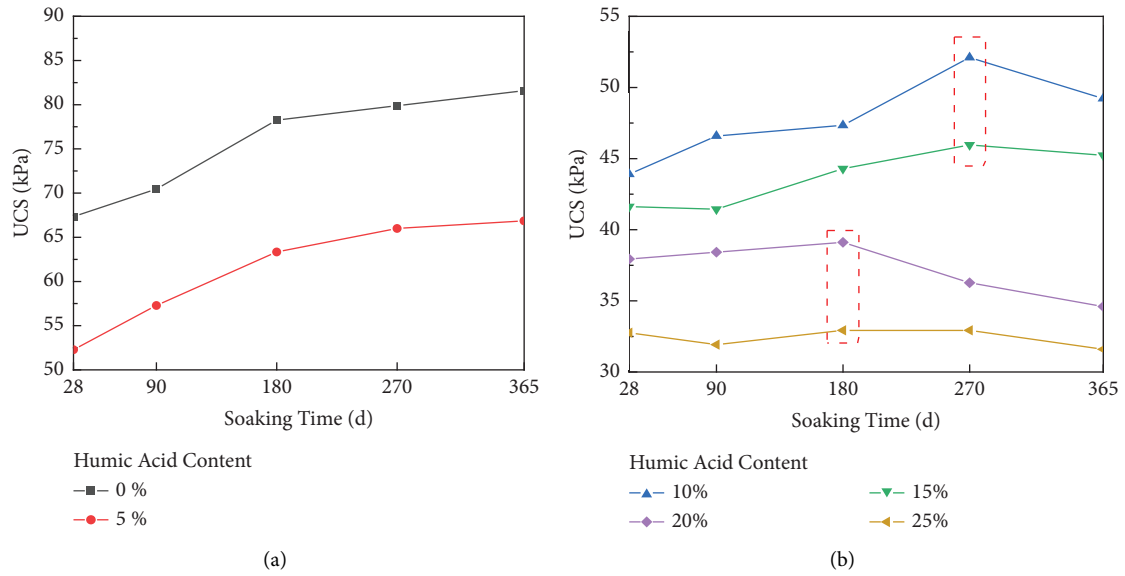 90
85
80
75
70
65
60
55
50
UCS (kPa)
28 90 180 270 365
Soaking Time (d)
Humic Acid Content
0 %
5 %
(a)
55
50
45
40
35
30
UCS (kPa)
28 90 180 270 365
Soaking Time (d)
Humic Acid Content
10% 15%
20% 25%
(b)